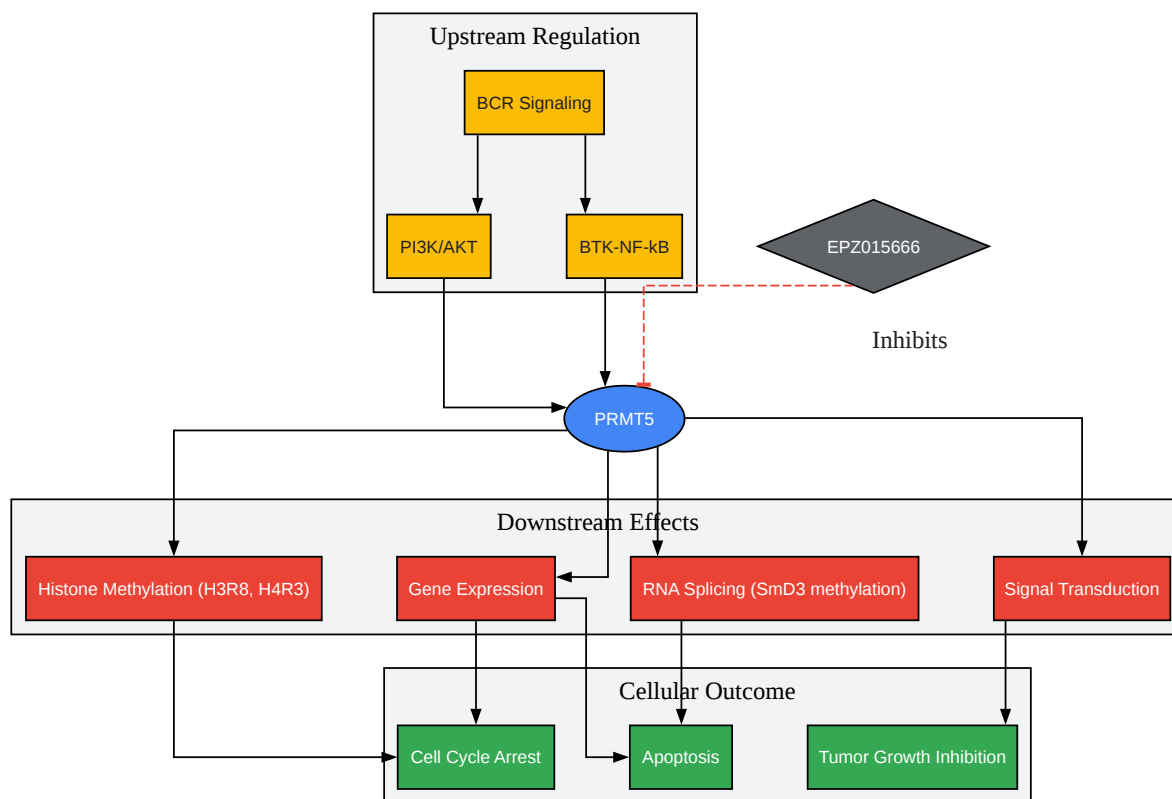 Upstream Regulation
BCR Signaling
PI3K/AKT
BTK-NF-kB
EPZ015666
Inhibits
PRMT5
Downstream Effects
Histone Methylation (H3R8, H4R3)
Gene Expression
RNA Splicing (SmD3 methylation)
Signal Transduction
Cellular Outcome
Cell Cycle Arrest
Apoptosis
Tumor Growth Inhibition